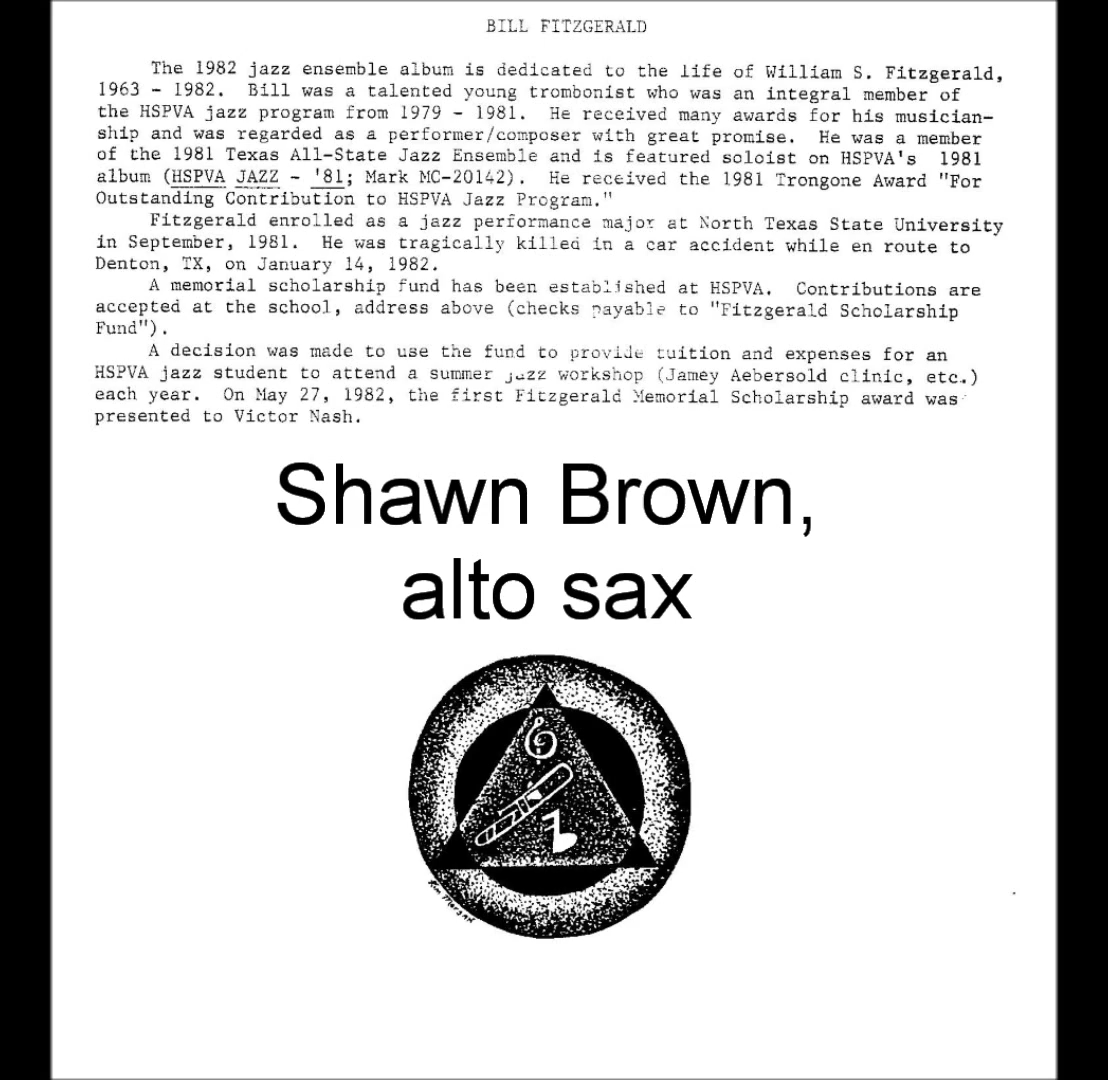 BILL FITZGERALD
The 1982 jazz ensemble album is dedicated to the life of William S. Fitzgerald,
1963 - 1982. Bill was a talented young trombonist who was an integral member of
the HSPVA jazz program from 1979 - 1981. He received many awards for his musician-
ship and was regarded as a performer/composer with great promise. He was a member
of the 1981 Texas All-State Jazz Ensemble and is featured soloist on HSPVA's 1981
album (HSPVA JAZZ - '81; Mark MC-20142). He received the 1981 Trongone Award "For
Outstanding Contribution to HSPVA Jazz Program."
Fitzgerald enrolled as a jazz performance major at North Texas State University
in September, 1981. He was tragically killed in a car accident while en route to
Denton, TX, on January 14, 1982.
A memorial scholarship fund has been established at HSPVA. Contributions are
accepted at the school, address above (checks payable to "Fitzgerald Scholarship
Fund").
A decision was made to use the fund to provide tuition and expenses for an
HSPVA jazz student to attend a summer jazz workshop (Jamey Aebersold clinic, etc.)
each year. On May 27, 1982, the first Fitzgerald Memorial Scholarship award was
presented to Victor Nash.
Shawn Brown,
alto sax